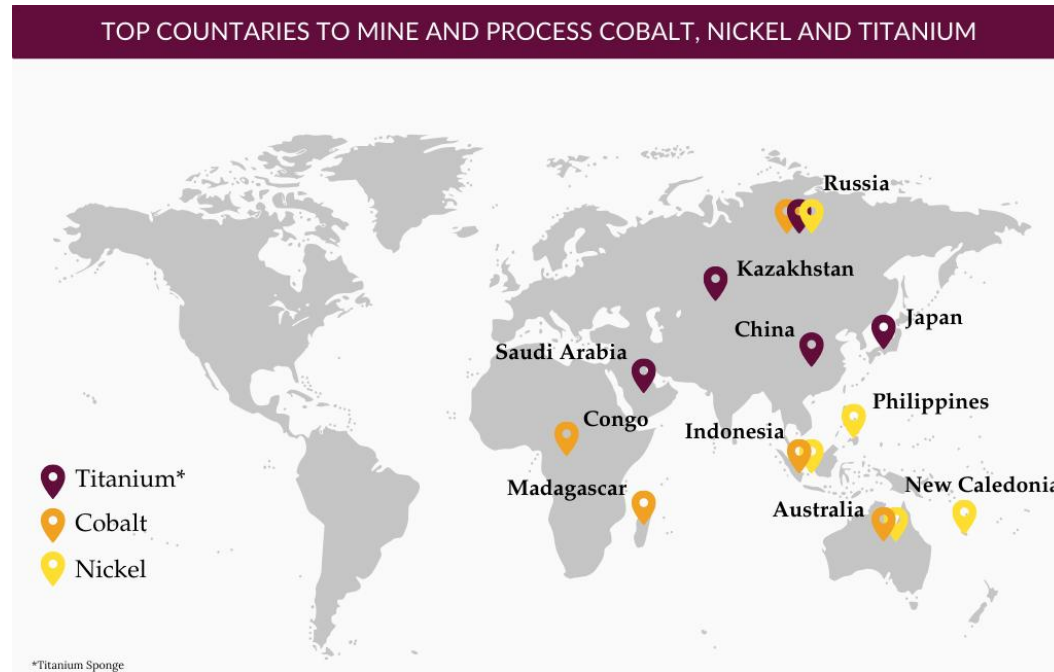 TOP COUNTARIES TO MINE AND PROCESS COBALT, NICKEL AND TITANIUM
Russia
Kazakhstan
Japan
China
Saudi Arabia
Philippines
Congo
Indonesia
Madagascar
New Caledonia
Australia
Titanium*
Cobalt
Nickel
*Titanium Sponge